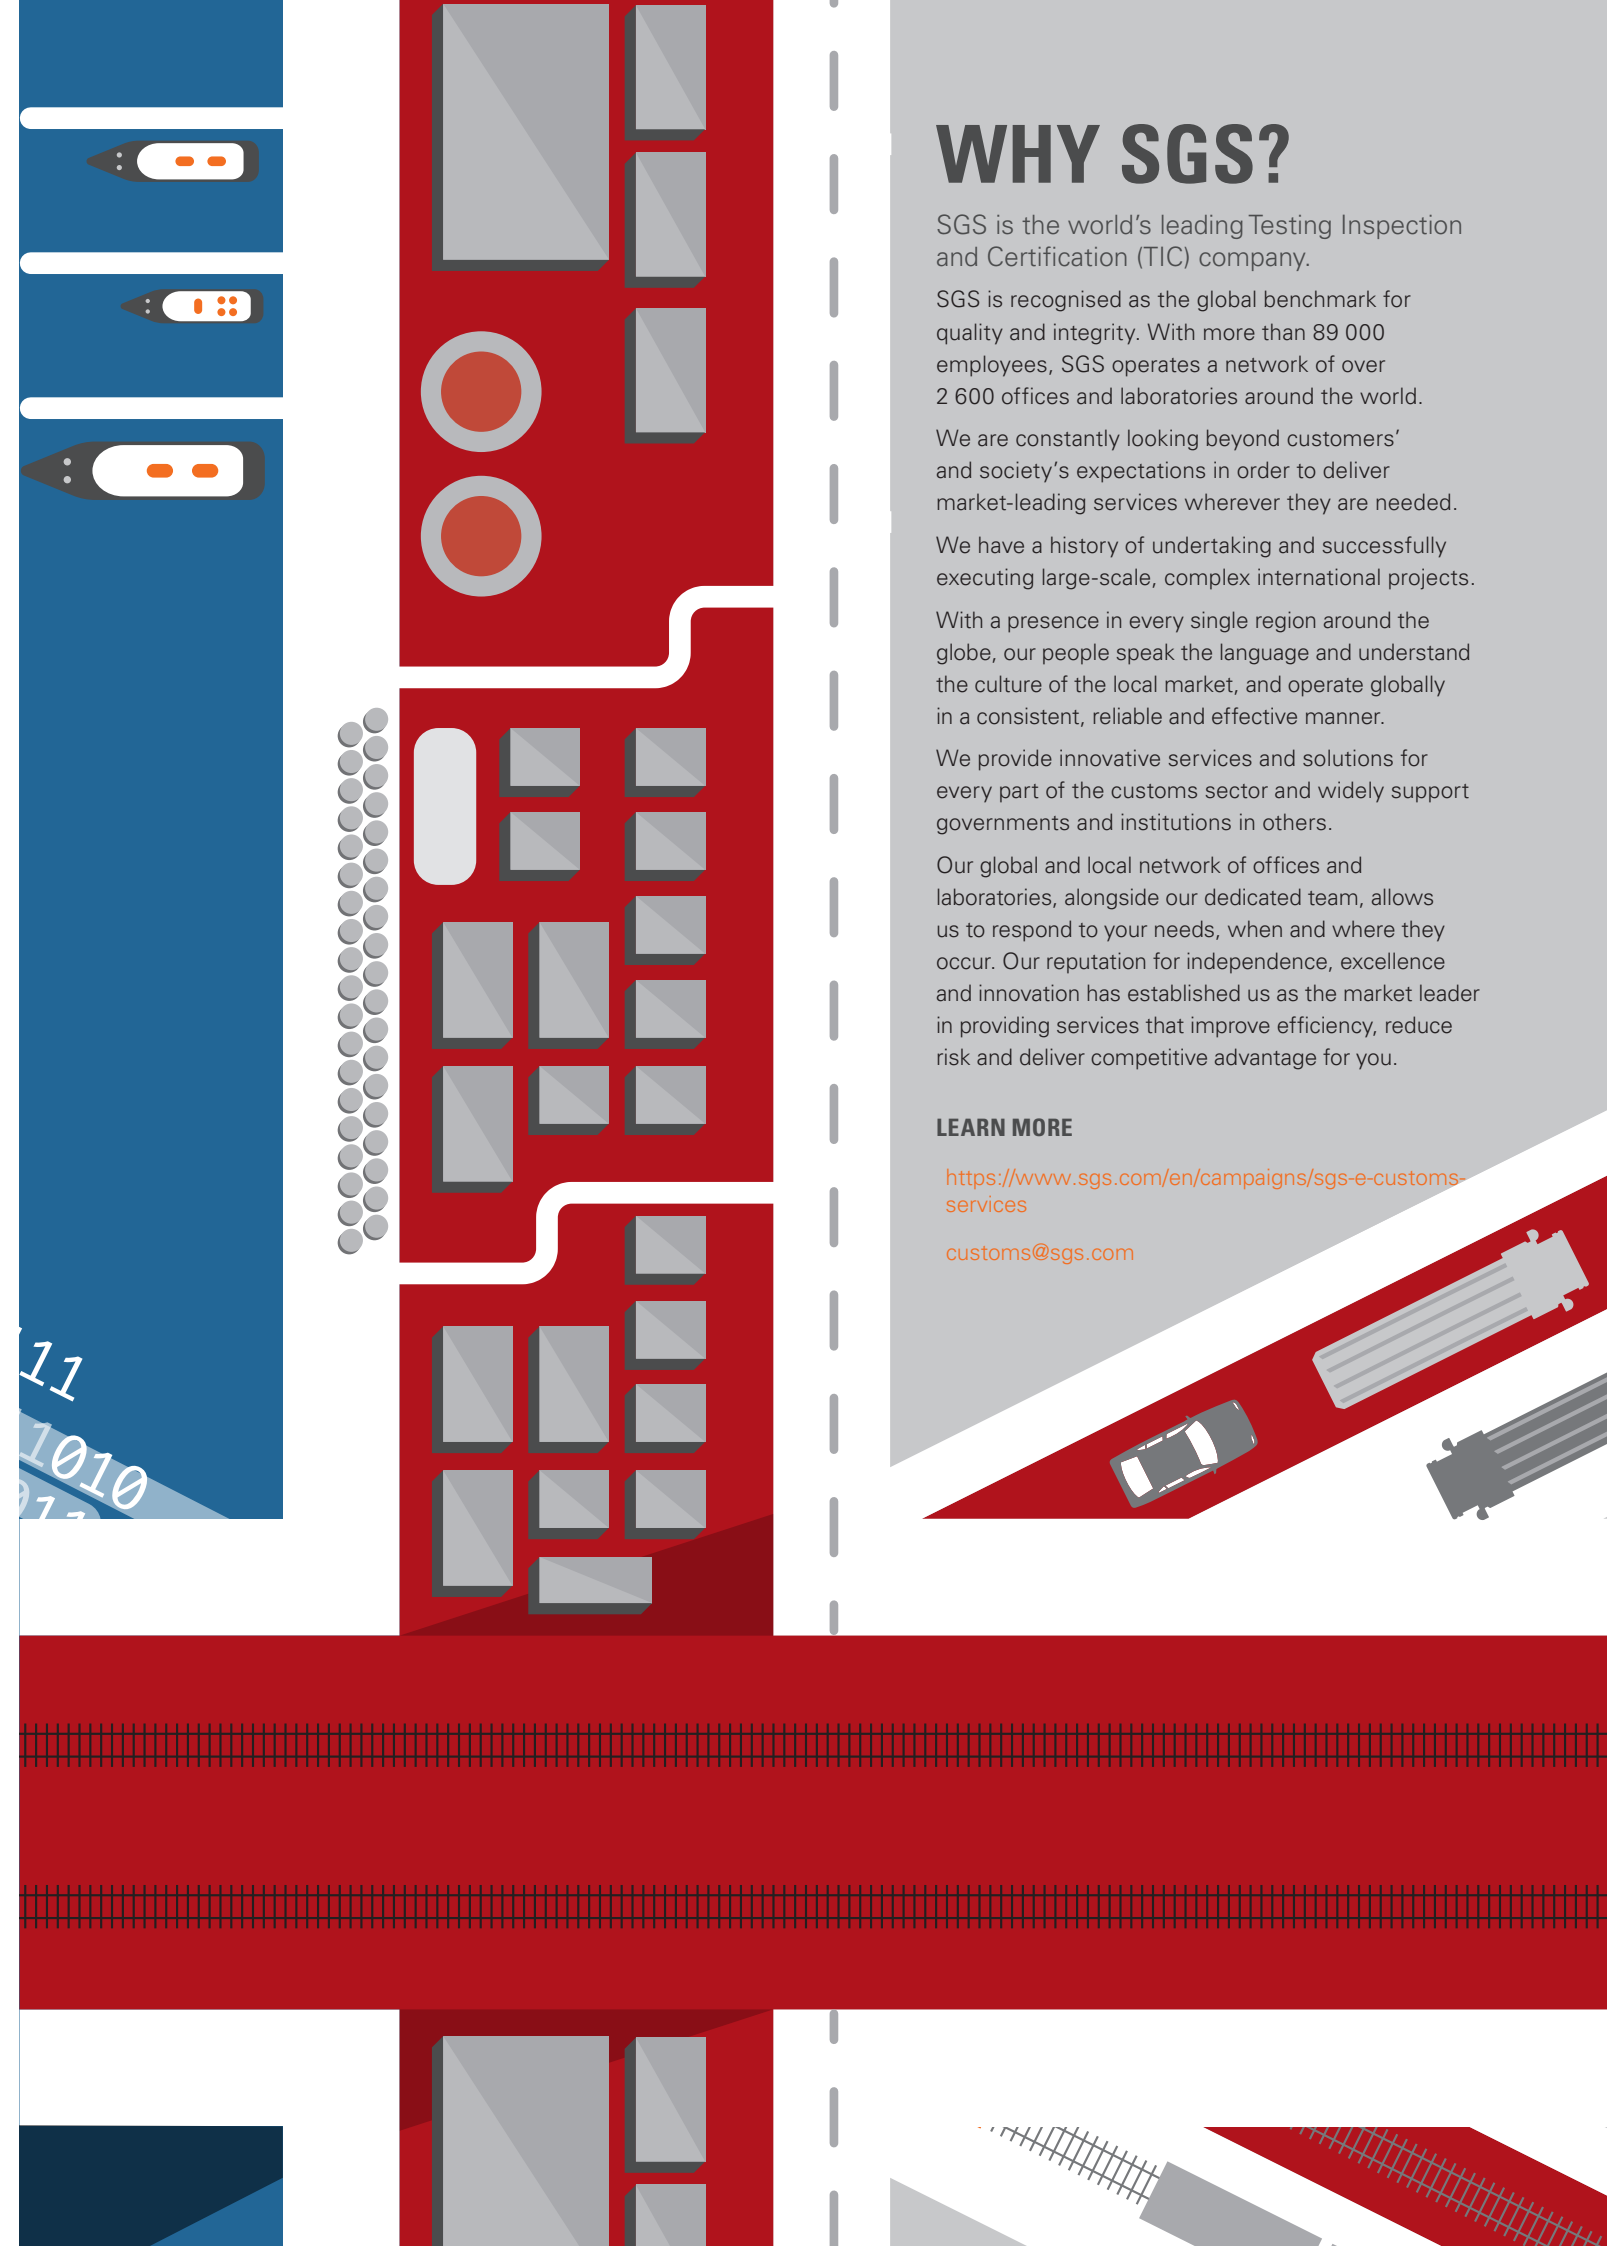 WHY SGS?
SGS is the world's leading Testing Inspection
and Certification (TIC) company.
SGS is recognised as the global benchmark for
quality and integrity. With more than 89 000
employees, SGS operates a network of over
2 600 offices and laboratories around the world.
We are constantly looking beyond customers'
and society's expectations in order to deliver
market-leading services wherever they are needed.
We have a history of undertaking and successfully
executing large-scale, complex international projects.
With a presence in every single region around the
globe, our people speak the language and understand
the culture of the local market, and operate globally
in a consistent, reliable and effective manner.
We provide innovative services and solutions for
every part of the customs sector and widely support
governments and institutions in others.
Our global and local network of offices and
laboratories, alongside our dedicated team, allows
us to respond to your needs, when and where they
occur. Our reputation for independence, excellence
and innovation has established us as the market leader
in providing services that improve efficiency, reduce
risk and deliver competitive advantage for you.
LEARN MORE
https://www.sgs.com/en/campaigns/sgs-e-customs-
services
customs@sgs.com
11
1010